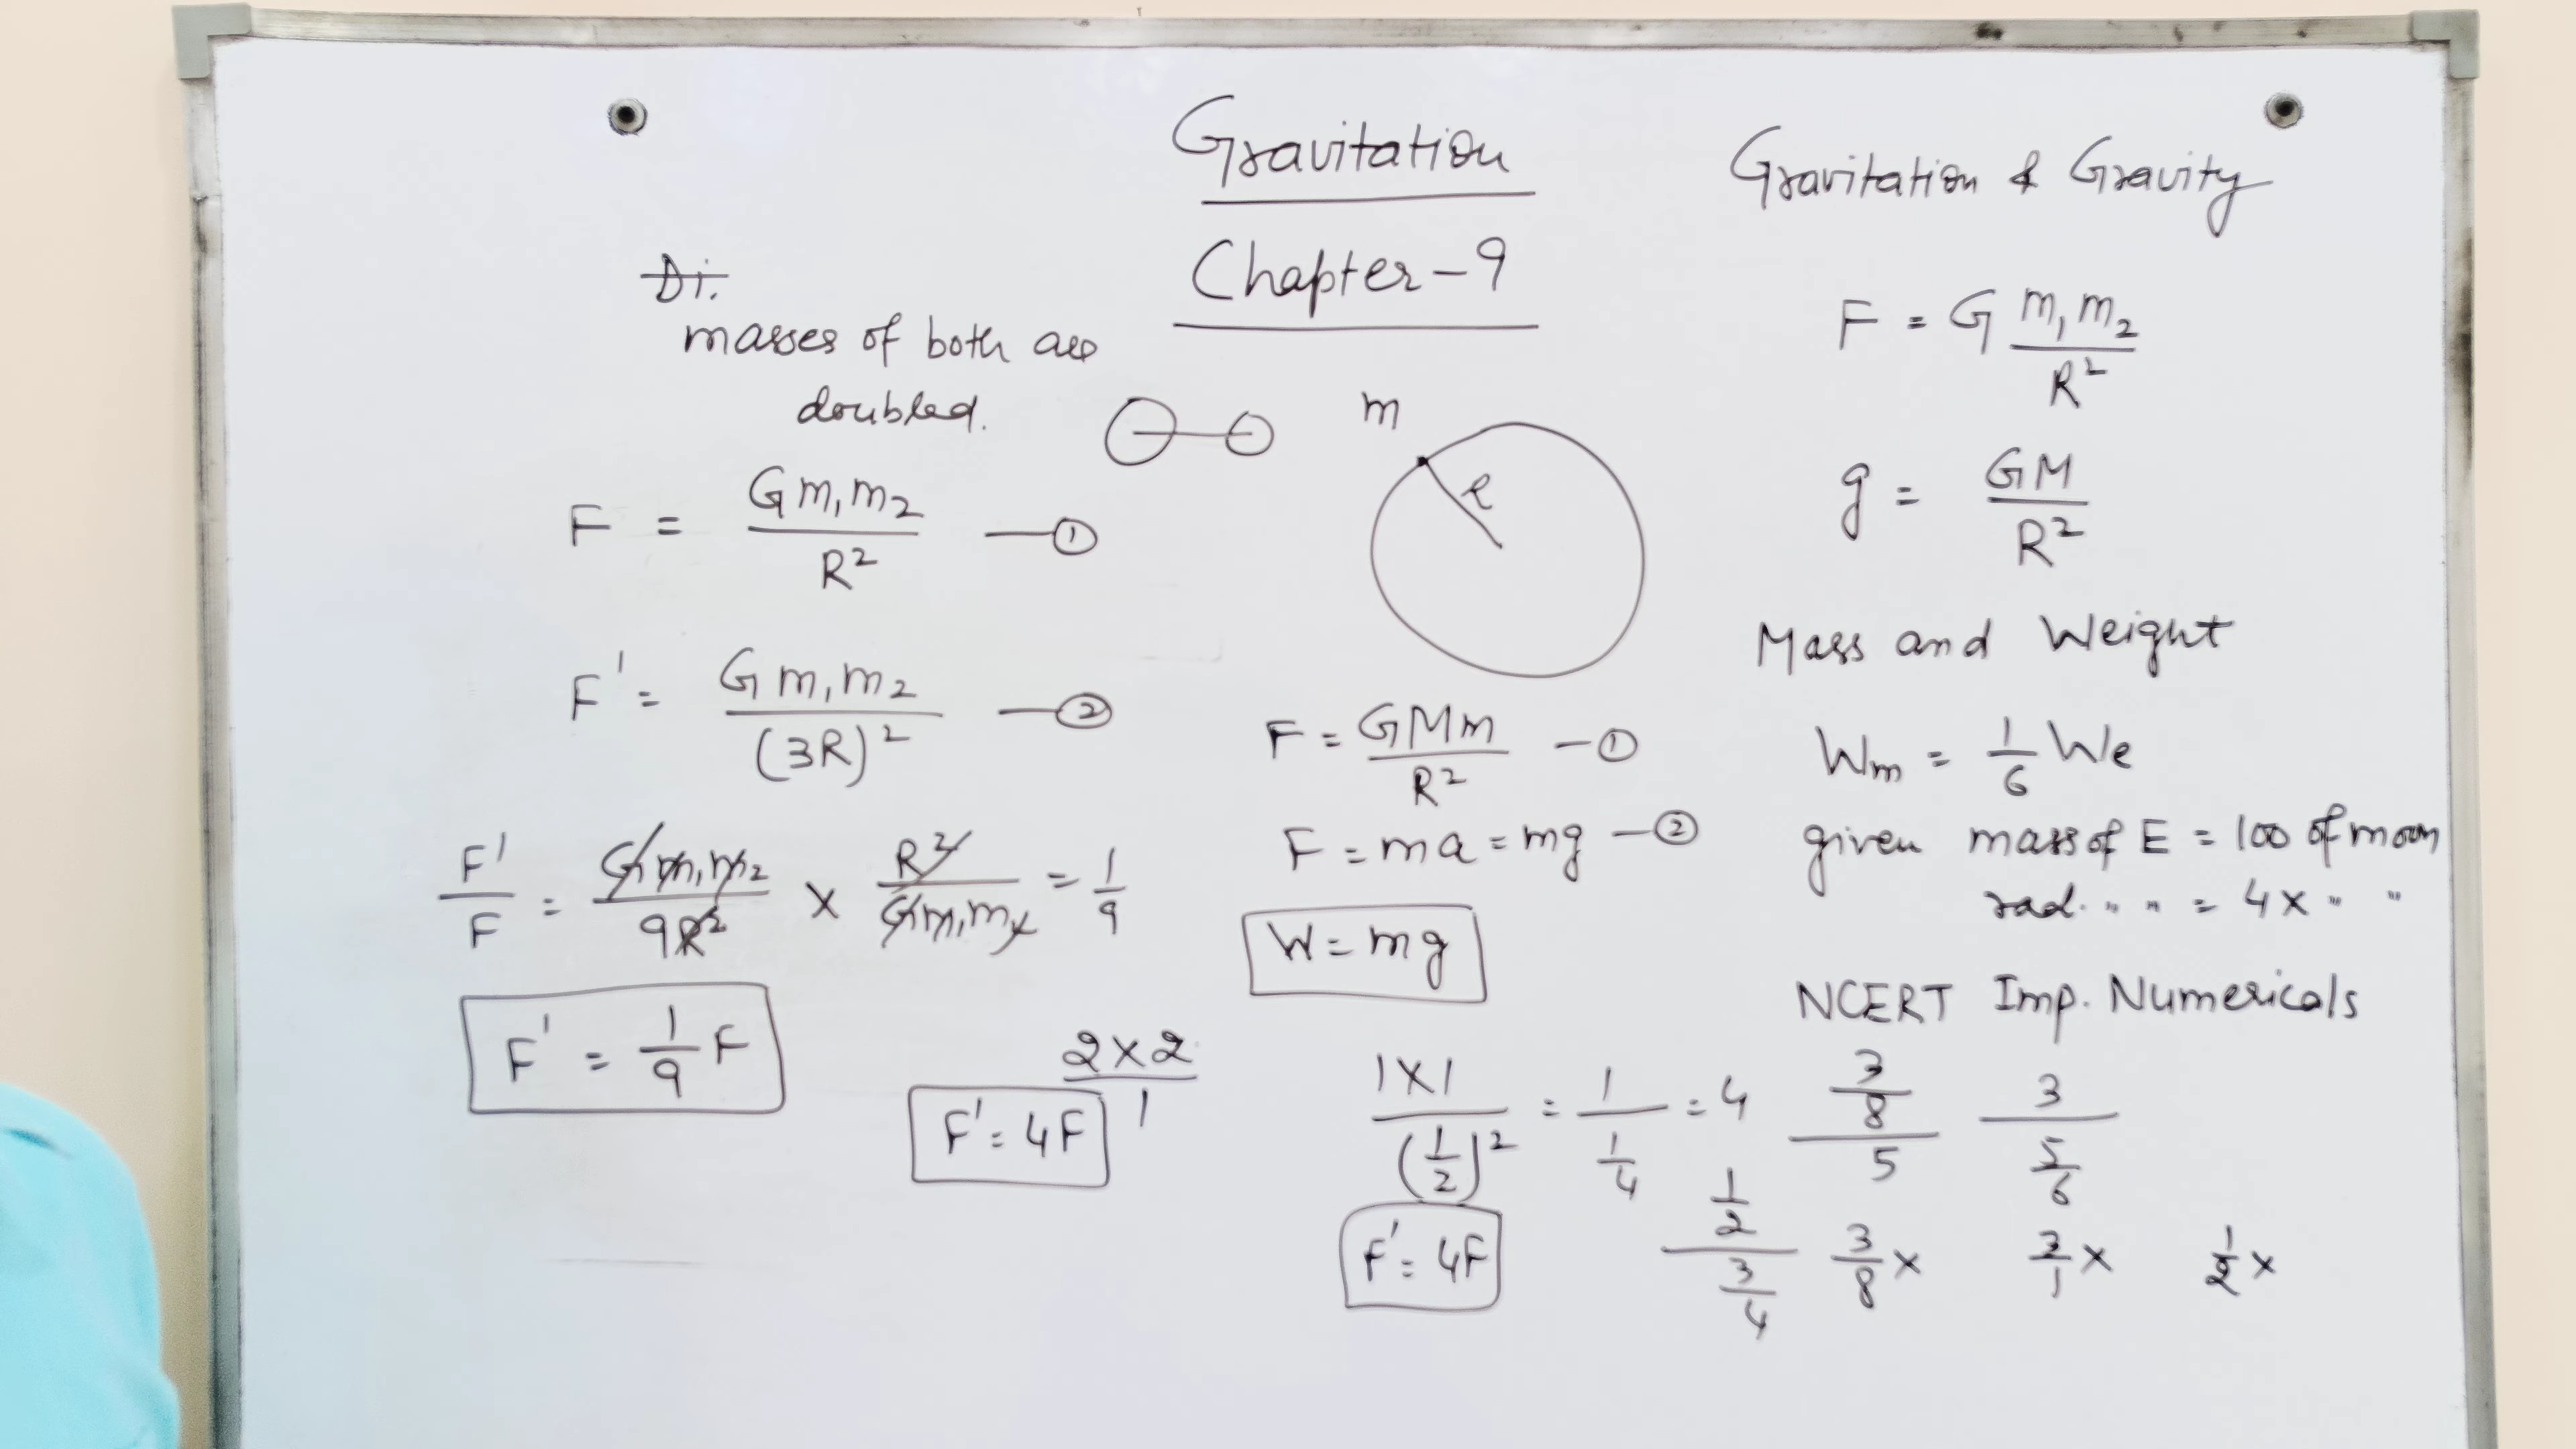 Gravitation
Chapter-9
Di.
masses of both are
doubled.
F = Gm₁m₂/R² —①
F' = Gm₁m₂/(3R)² —②
F'/F = Gm₁m₂/9R² × R²/Gm₁m₂ = 1/9
F' = 1/9 F
2×2/1
F' = 4F
m
R
F = GMm/R² —①
F = ma = mg —②
W = mg
1×1/(1/2)² = 1/(1/4) = 4
F' = 4F
Gravitation & Gravity
F = G m₁m₂/R²
g = GM/R²
Mass and Weight
Wm = 1/6 We
given mass of E = 100 of moon
rad. " " = 4× " "
NCERT Imp. Numericals
(3/8)/5
3/(5/6)
(1/2)/(3/4)
3/8 ×
3/1 ×
1/2 ×